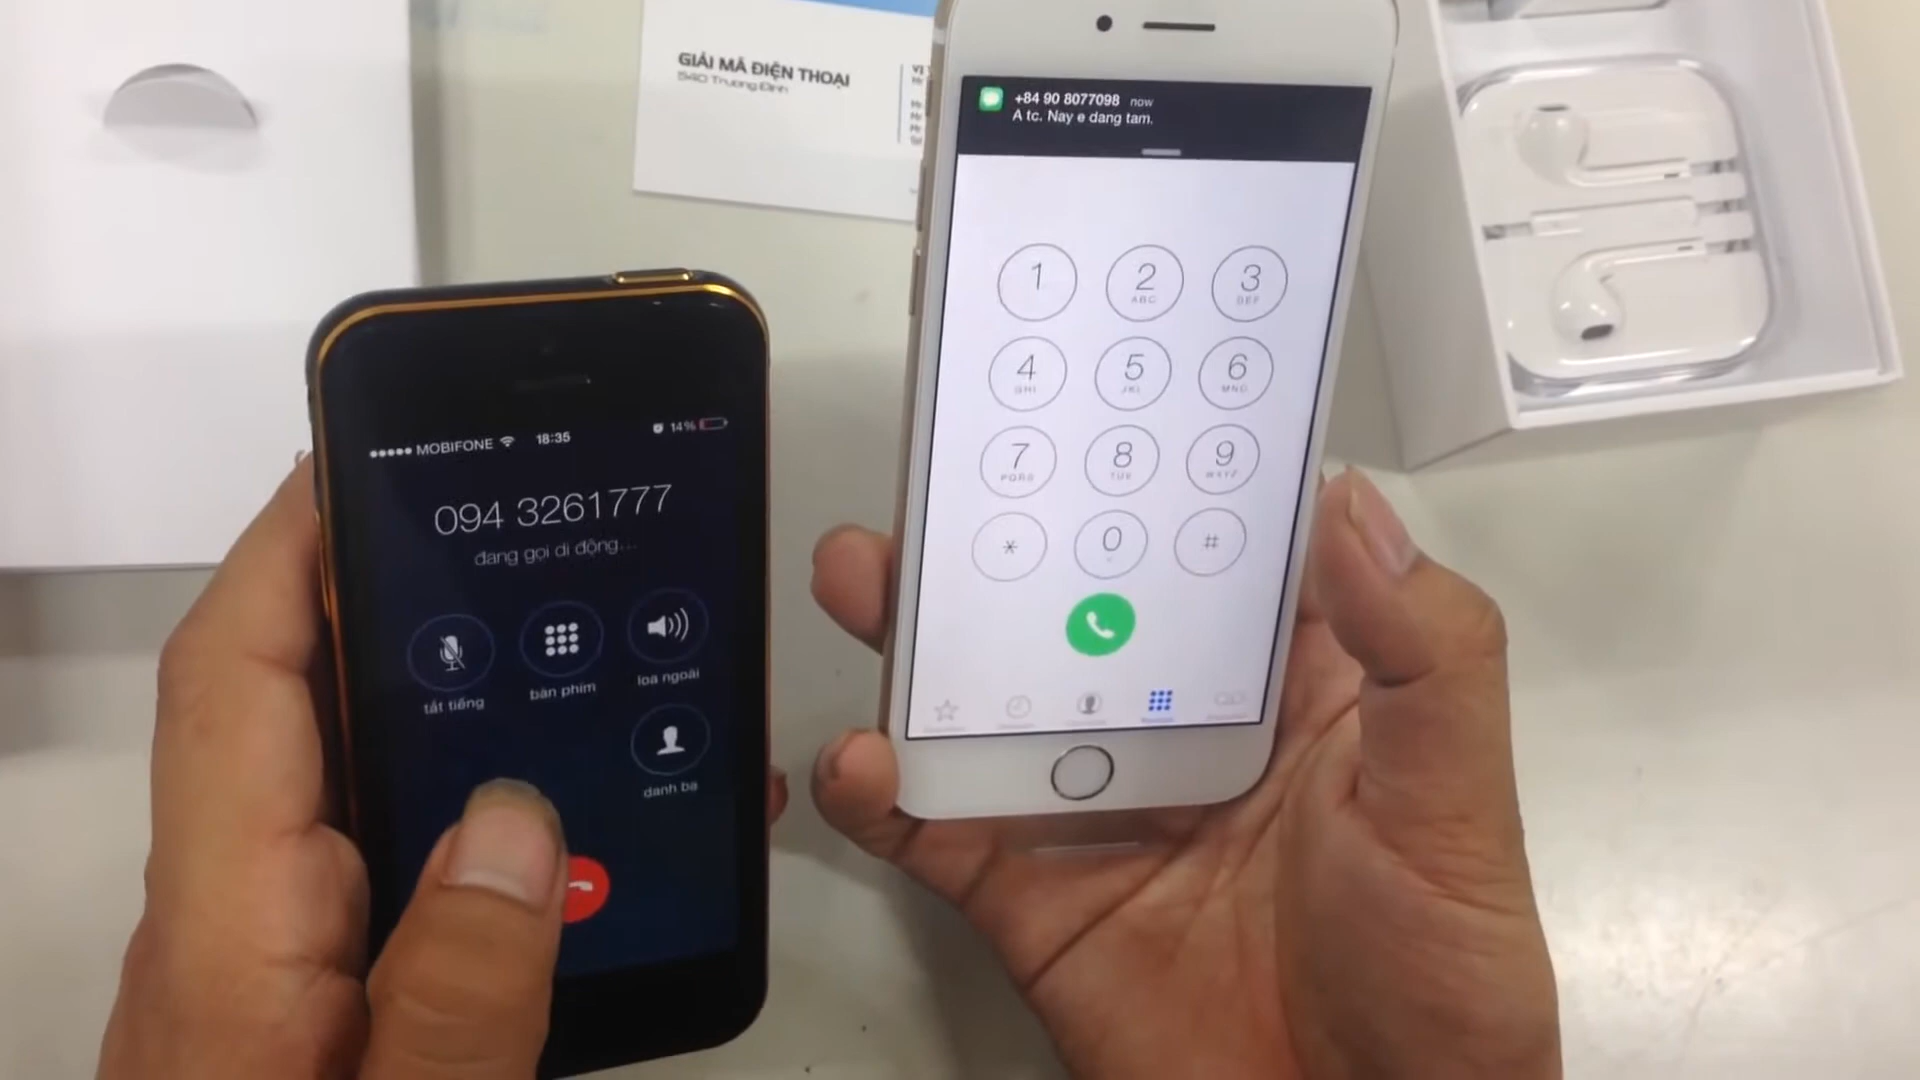 GIẢI MÃ ĐIỆN THOẠI
540 Trương Định
+84 90 8077098 now
A tc. Nay e dang tam.
1
2
ABC
3
DEF
4
GHI
5
JKL
6
MNO
7
PQRS
8
TUV
9
WXYZ
*
0
#
MOBIFONE 18:35 14%
094 3261777
đang gọi di động...
tắt tiếng
bàn phím
loa ngoài
danh bạ